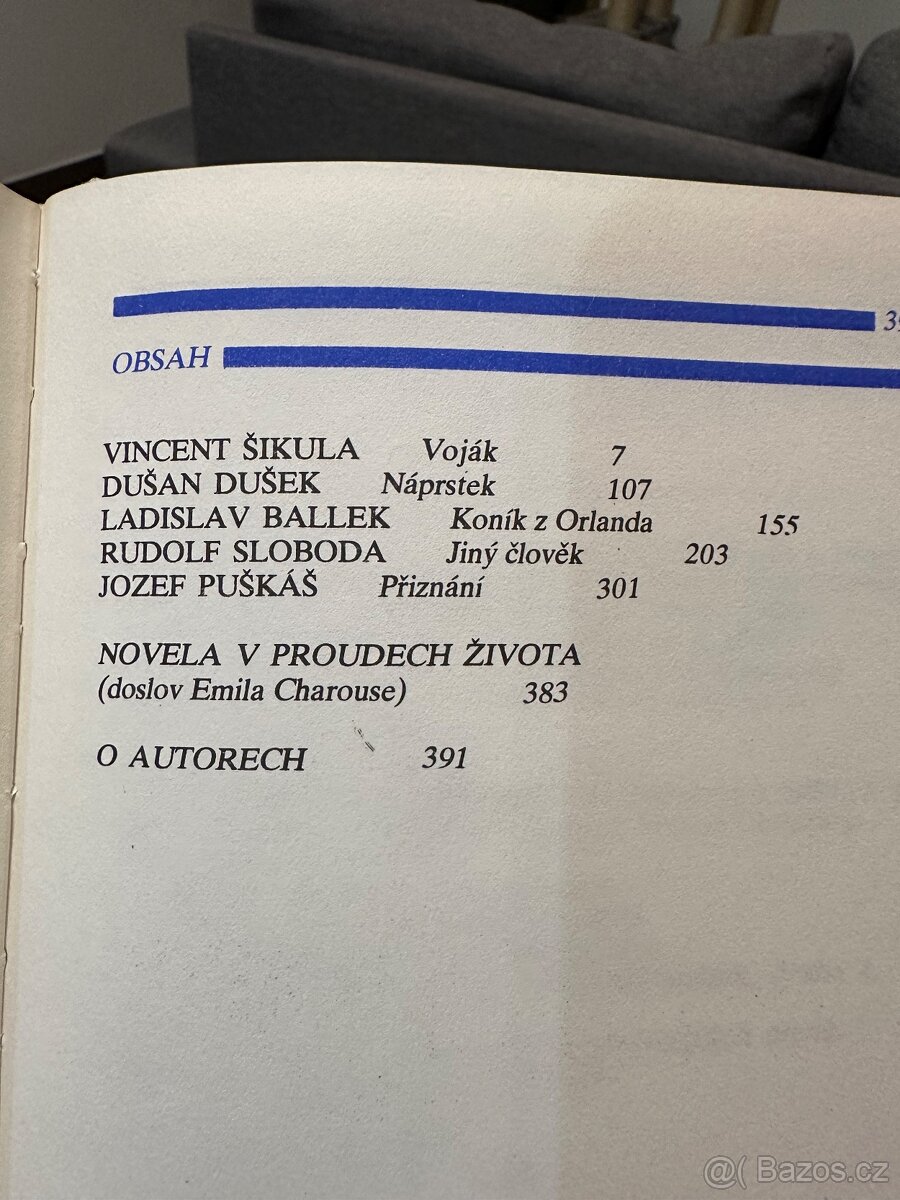 OBSAH
VINCENT ŠIKULA Voják 7
DUŠAN DUŠEK Náprstek 107
LADISLAV BALLEK Koník z Orlanda 155
RUDOLF SLOBODA Jiný člověk 203
JOZEF PUŠKÁŠ Přiznání 301
NOVELA V PROUDECH ŽIVOTA
(doslov Emila Charouse) 383
O AUTORECH 391
@( Bazos.cz